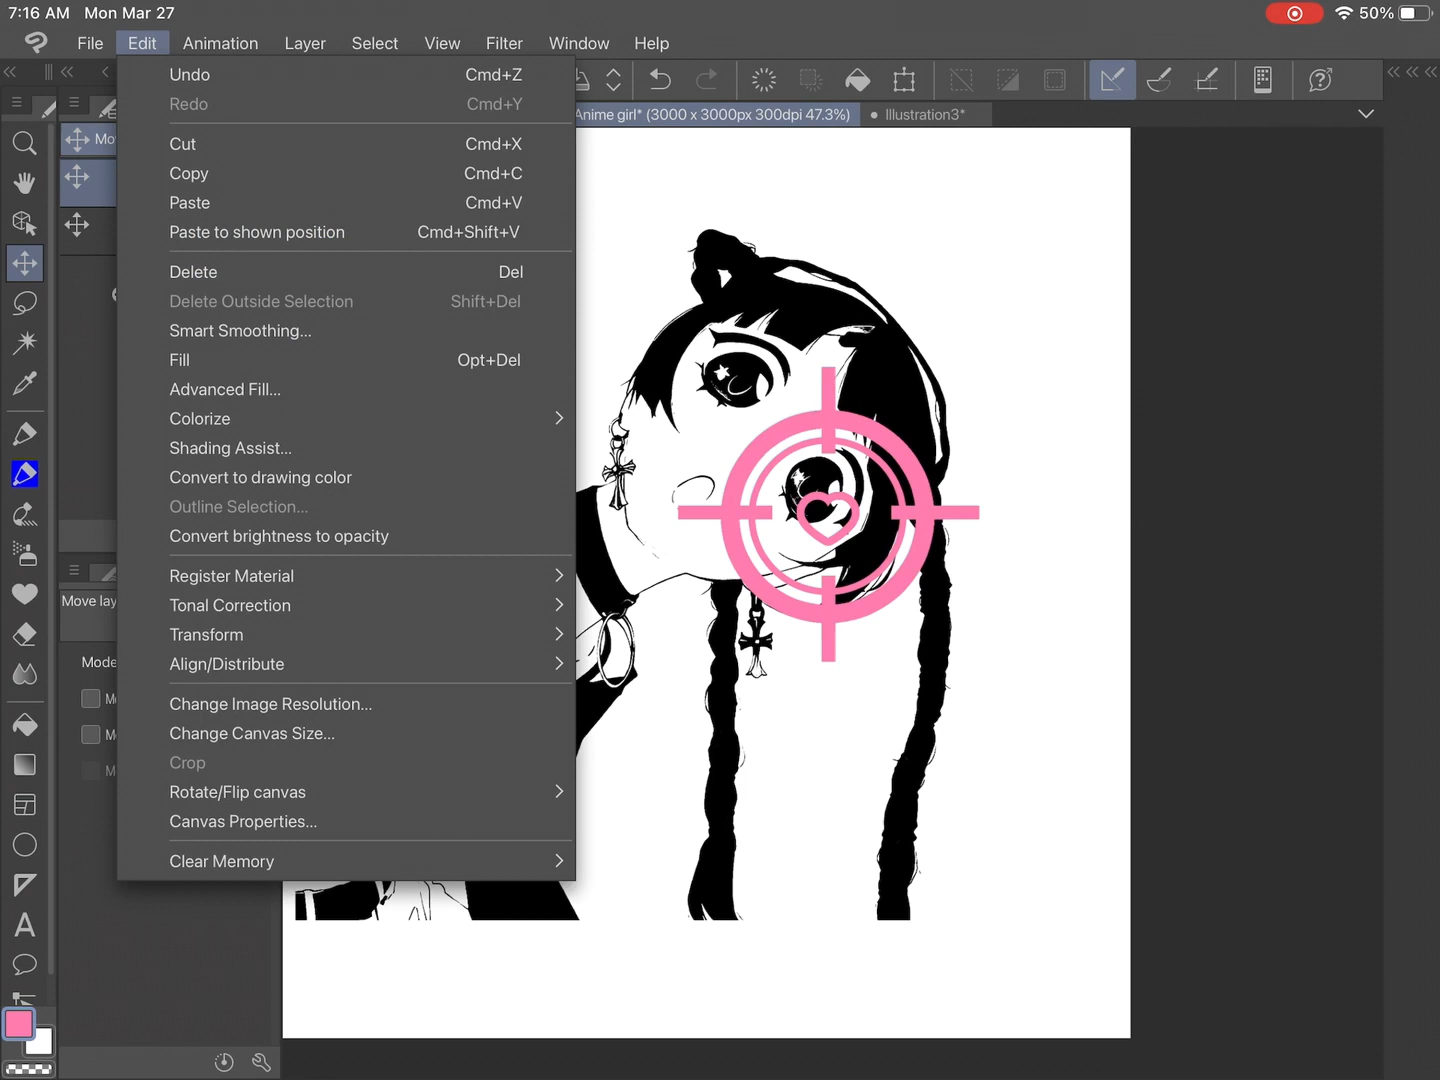 7:16 AM Mon Mar 27
50%
File Edit Animation Layer Select View Filter Window Help
Anime girl* (3000 x 3000px 300dpi 47.3%)
Illustration3*
Undo Cmd+Z
Redo Cmd+Y
Cut Cmd+X
Copy Cmd+C
Paste Cmd+V
Paste to shown position Cmd+Shift+V
Delete Del
Delete Outside Selection Shift+Del
Smart Smoothing...
Fill Opt+Del
Advanced Fill...
Colorize
Shading Assist...
Convert to drawing color
Outline Selection...
Convert brightness to opacity
Register Material
Tonal Correction
Transform
Align/Distribute
Change Image Resolution...
Change Canvas Size...
Crop
Rotate/Flip canvas
Canvas Properties...
Clear Memory
Mo
Move lay
Mode
A